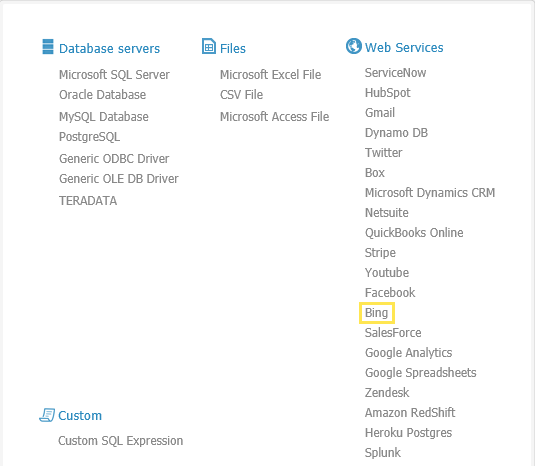 Database servers
Microsoft SQL Server
Oracle Database
MySQL Database
PostgreSQL
Generic ODBC Driver
Generic OLE DB Driver
TERADATA
Files
Microsoft Excel File
CSV File
Microsoft Access File
Web Services
ServiceNow
HubSpot
Gmail
Dynamo DB
Twitter
Box
Microsoft Dynamics CRM
Netsuite
QuickBooks Online
Stripe
Youtube
Facebook
Bing
SalesForce
Google Analytics
Google Spreadsheets
Zendesk
Amazon RedShift
Heroku Postgres
Splunk
Custom
Custom SQL Expression